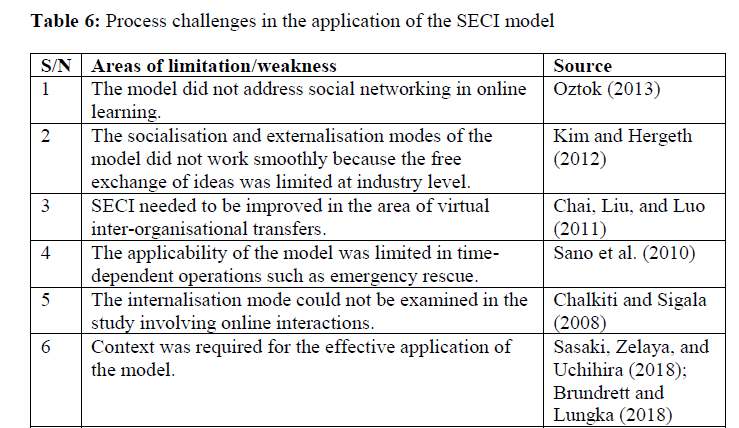 Table 6: Process challenges in the application of the SECI model
S/N Areas of limitation/weakness Source
1 The model did not address social networking in online Oztok (2013)
learning.
2 The socialisation and externalisation modes of the Kim and Hergeth
model did not work smoothly because the free (2012)
exchange of ideas was limited at industry level.
3 SECI needed to be improved in the area of virtual Chai, Liu, and Luo
inter-organisational transfers. (2011)
4 The applicability of the model was limited in time- Sano et al. (2010)
dependent operations such as emergency rescue.
5 The internalisation mode could not be examined in the Chalkiti and Sigala
study involving online interactions. (2008)
6 Context was required for the effective application of Sasaki, Zelaya, and
the model. Uchihira (2018);
Brundrett and
Lungka (2018)